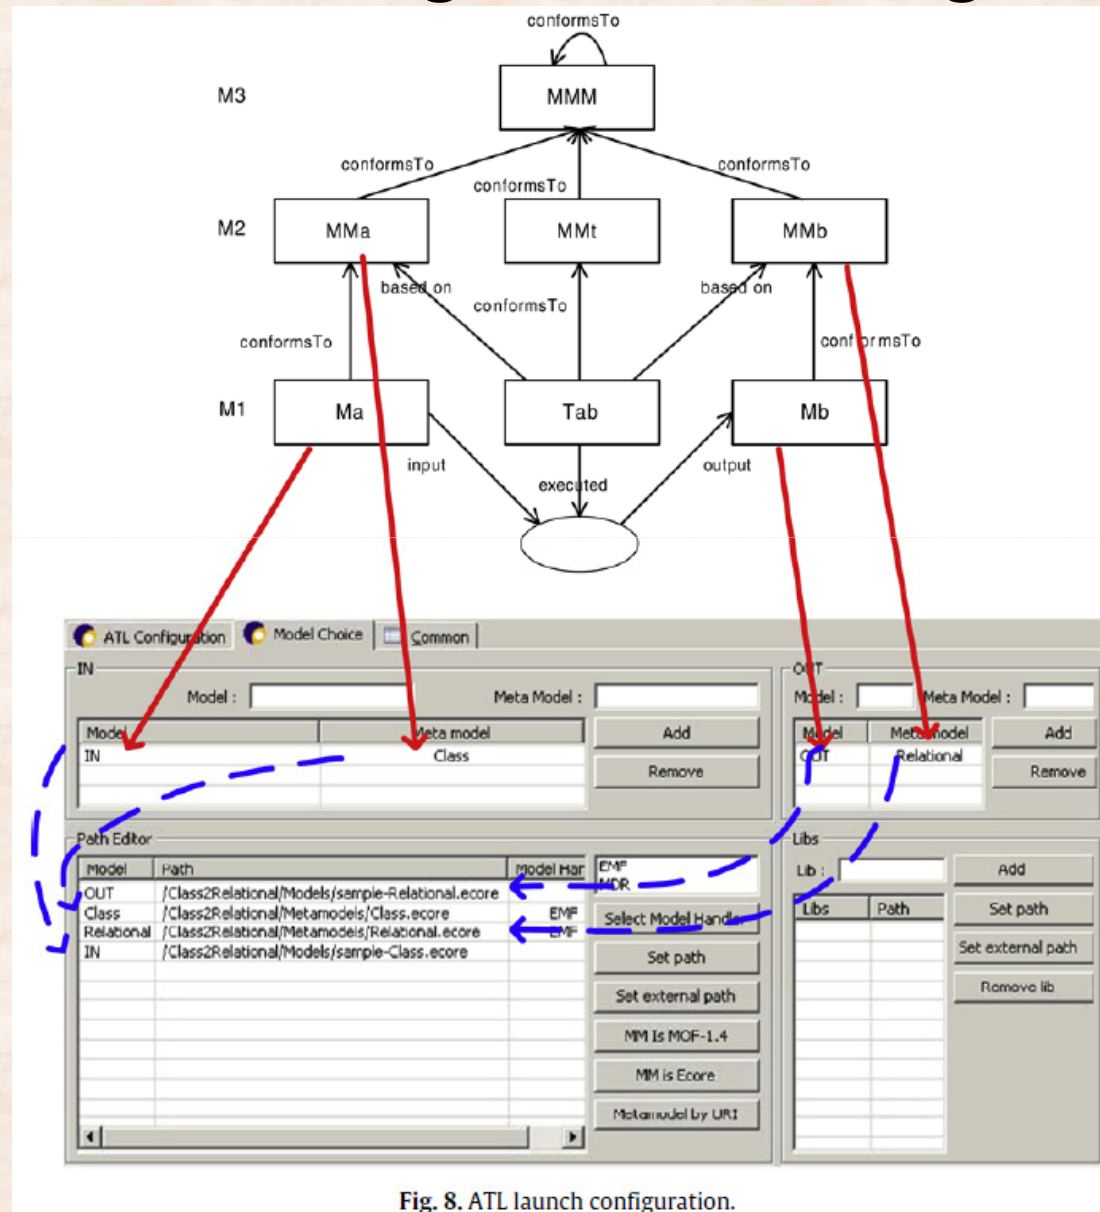 conformsTo
M3
MMM
conformsTo
conformsTo
conformsTo
M2
MMa
MMt
MMb
based on
based on
conformsTo
conformsTo
conformsTo
M1
Ma
Tab
Mb
input
output
executed
ATL Configuration Model Choice Common
IN
Model :
Meta Model :
Add
Model
Meta model
IN
Class
Remove
OUT
Model :
Meta Model :
Model
Meta model
Add
OUT
Relational
Remove
Path Editor
Model Path Model Har
OUT /Class2Relational/Models/sample-Relational.ecore
Class /Class2Relational/Metamodels/Class.ecore EMF
Relational /Class2Relational/Metamodels/Relational.ecore EMF
IN /Class2Relational/Models/sample-Class.ecore
EMF
MDR
Select Model Handler
Set path
Set external path
MM Is MOF-1.4
MM is Ecore
Metamodel by URI
Libs
Lib :
Add
Libs Path
Set path
Set external path
Remove lib
Fig. 8. ATL launch configuration.